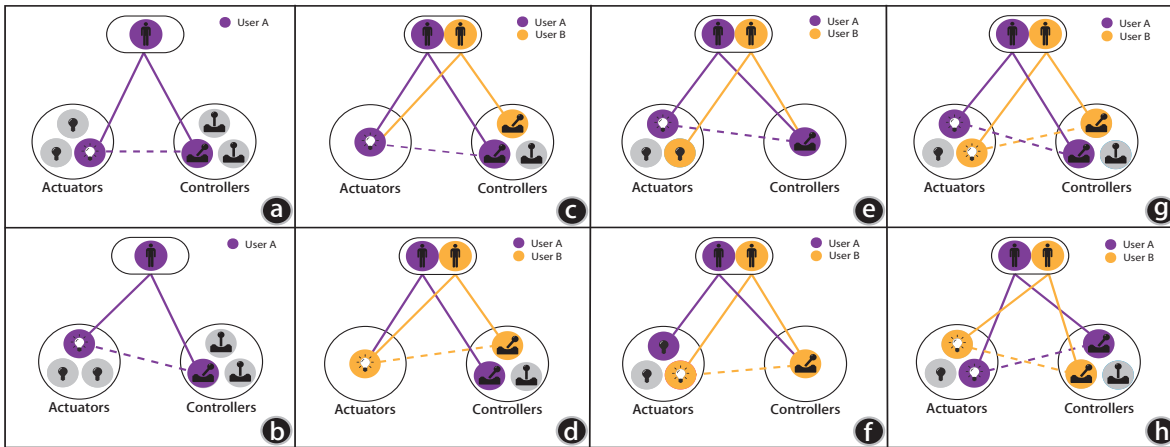 User A
Actuators Controllers
a
User A
User B
Actuators Controllers
c
User A
User B
Actuators Controllers
e
User A
User B
Actuators Controllers
g
User A
Actuators Controllers
b
User A
User B
Actuators Controllers
d
User A
User B
Actuators Controllers
f
User A
User B
Actuators Controllers
h